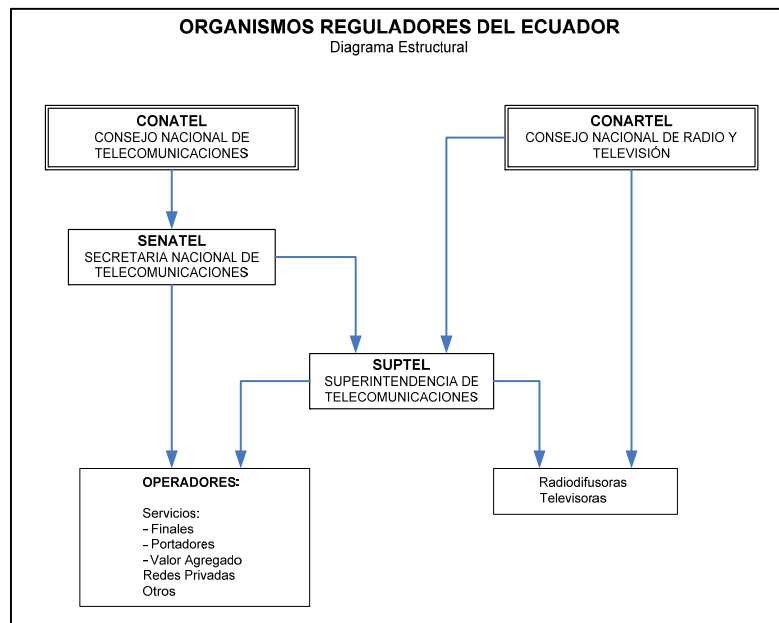 ORGANISMOS REGULADORES DEL ECUADOR
Diagrama Estructural
CONATEL
CONSEJO NACIONAL DE
TELECOMUNICACIONES
CONARTEL
CONSEJO NACIONAL DE RADIO Y
TELEVISIÓN
SENATEL
SECRETARIA NACIONAL DE
TELECOMUNICACIONES
SUPTEL
SUPERINTENDENCIA DE
TELECOMUNICACIONES
OPERADORES:
Servicios:
– Finales
– Portadores
– Valor Agregado
Redes Privadas
Otros
Radiodifusoras
Televisoras